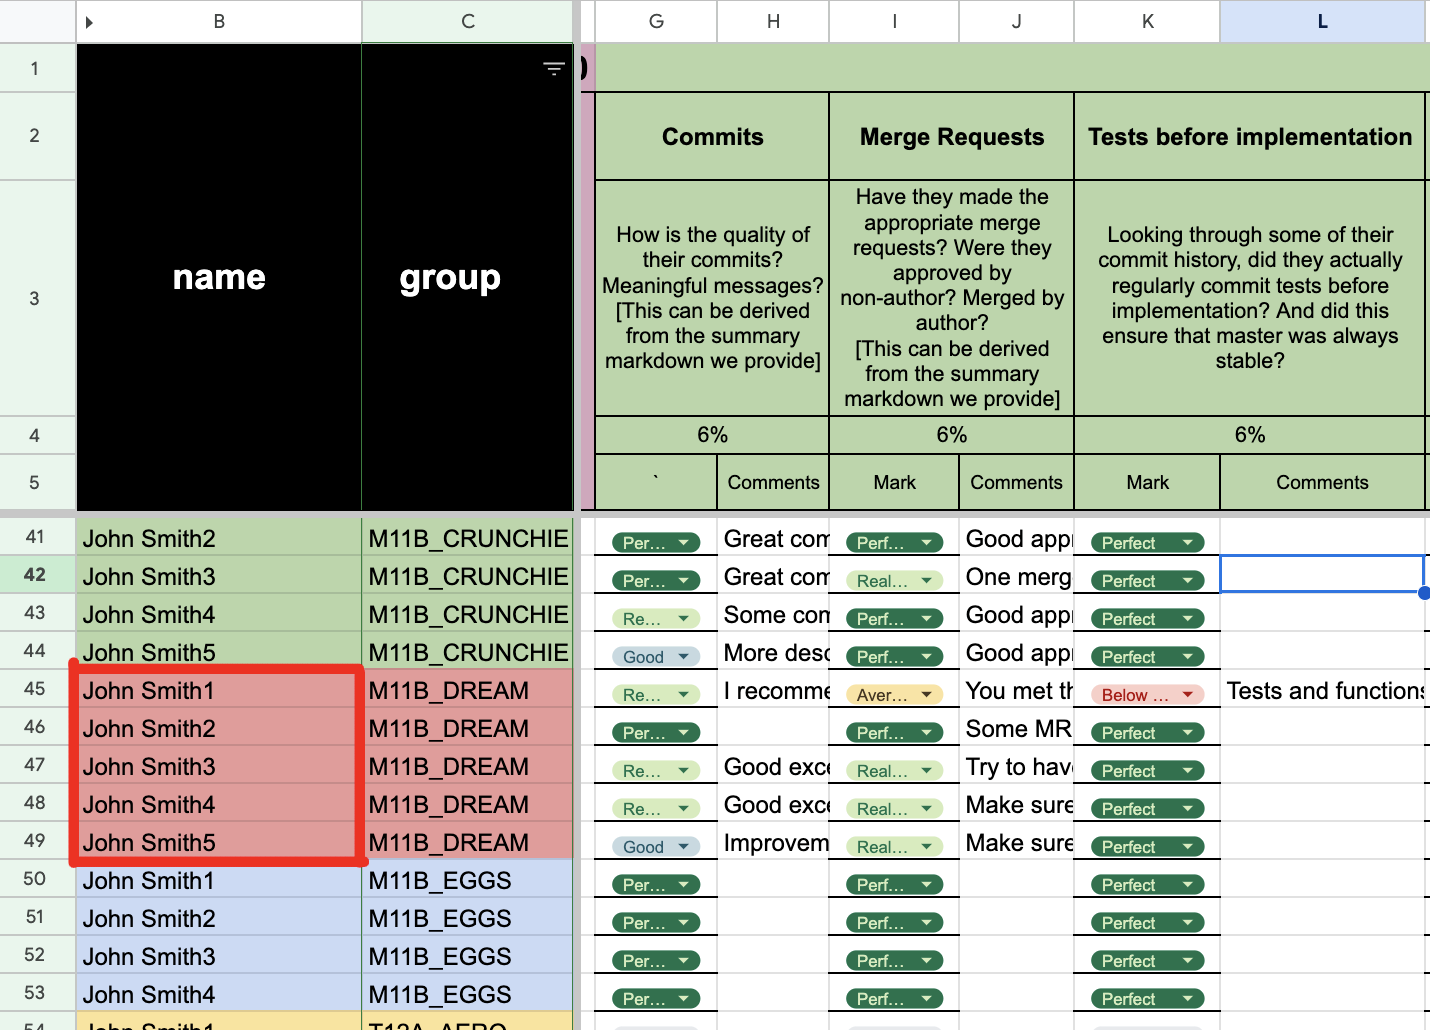 B C G H I J K L
1
2 Commits Merge Requests Tests before implementation
3 name group
How is the quality of
their commits?
Meaningful messages?
[This can be derived
from the summary
markdown we provide]
Have they made the
appropriate merge
requests? Were they
approved by
non-author? Merged by
author?
[This can be derived
from the summary
markdown we provide]
Looking through some of their
commit history, did they actually
regularly commit tests before
implementation? And did this
ensure that master was always
stable?
4 6% 6% 6%
5 ` Comments Mark Comments Mark Comments
41 John Smith2 M11B_CRUNCHIE Per... Great com Perf... Good appr Perfect
42 John Smith3 M11B_CRUNCHIE Per... Great com Real... One merg Perfect
43 John Smith4 M11B_CRUNCHIE Re... Some com Perf... Good appr Perfect
44 John Smith5 M11B_CRUNCHIE Good More desc Perf... Good appr Perfect
45 John Smith1 M11B_DREAM Re... I recomme Aver... You met th Below ... Tests and functions
46 John Smith2 M11B_DREAM Per... Perf... Some MR Perfect
47 John Smith3 M11B_DREAM Re... Good exce Real... Try to hav Perfect
48 John Smith4 M11B_DREAM Re... Good exce Real... Make sure Perfect
49 John Smith5 M11B_DREAM Good Improvem Real... Make sure Perfect
50 John Smith1 M11B_EGGS Per... Perf... Perfect
51 John Smith2 M11B_EGGS Per... Perf... Perfect
52 John Smith3 M11B_EGGS Per... Perf... Perfect
53 John Smith4 M11B_EGGS Per... Perf... Perfect
54 John Smith1 T12A_AERO